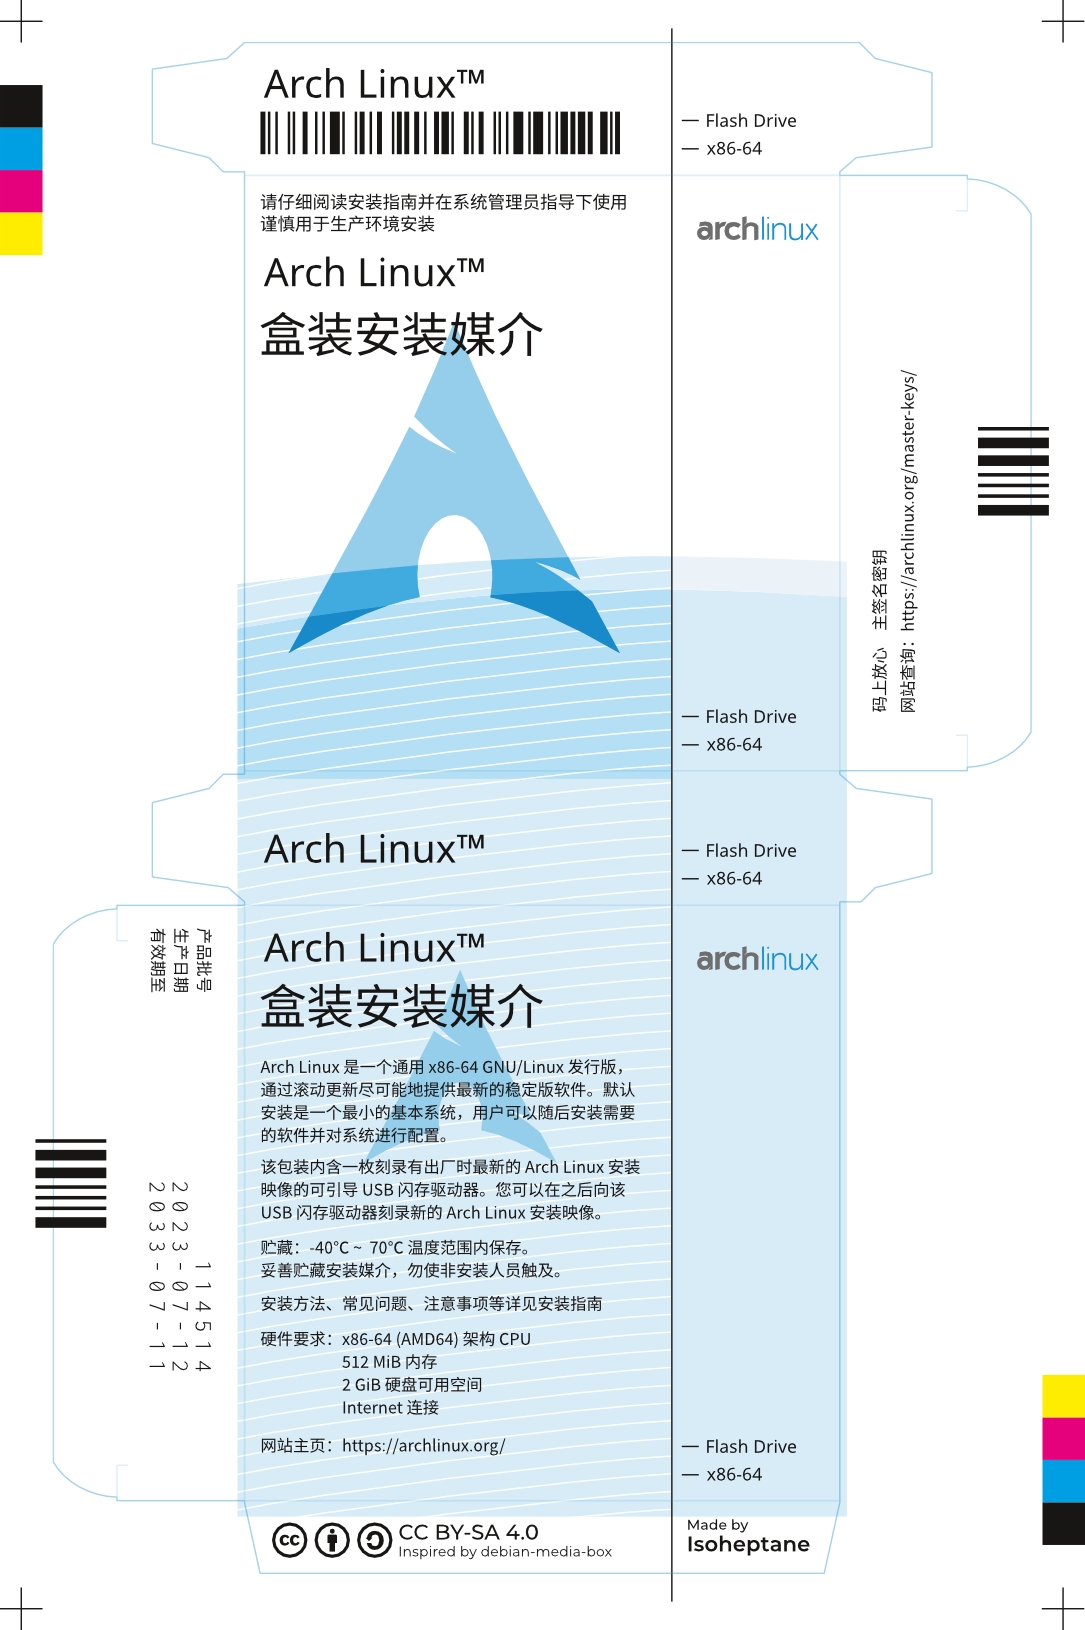 Arch Linux™
— Flash Drive
— x86-64
请仔细阅读安装指南并在系统管理员指导下使用
谨慎用于生产环境安装
archlinux
Arch Linux™
盒装安装媒介
码上放心 主签名密钥
网站查询：https://archlinux.org/master-keys/
— Flash Drive
— x86-64
Arch Linux™
— Flash Drive
— x86-64
产品批号 114514
生产日期 2023-07-12
有效期至 2033-07-11
Arch Linux™
archlinux
盒装安装媒介
Arch Linux 是一个通用 x86-64 GNU/Linux 发行版，
通过滚动更新尽可能地提供最新的稳定版软件。默认
安装是一个最小的基本系统，用户可以随后安装需要
的软件并对系统进行配置。
该包装内含一枚刻录有出厂时最新的 Arch Linux 安装
映像的可引导 USB 闪存驱动器。您可以在之后向该
USB 闪存驱动器刻录新的 Arch Linux 安装映像。
贮藏：-40℃ ~ 70℃ 温度范围内保存。
妥善贮藏安装媒介，勿使非安装人员触及。
安装方法、常见问题、注意事项等详见安装指南
硬件要求：x86-64 (AMD64) 架构 CPU
512 MiB 内存
2 GiB 硬盘可用空间
Internet 连接
网站主页：https://archlinux.org/
— Flash Drive
— x86-64
cc
CC BY-SA 4.0
Inspired by debian-media-box
Made by
Isoheptane